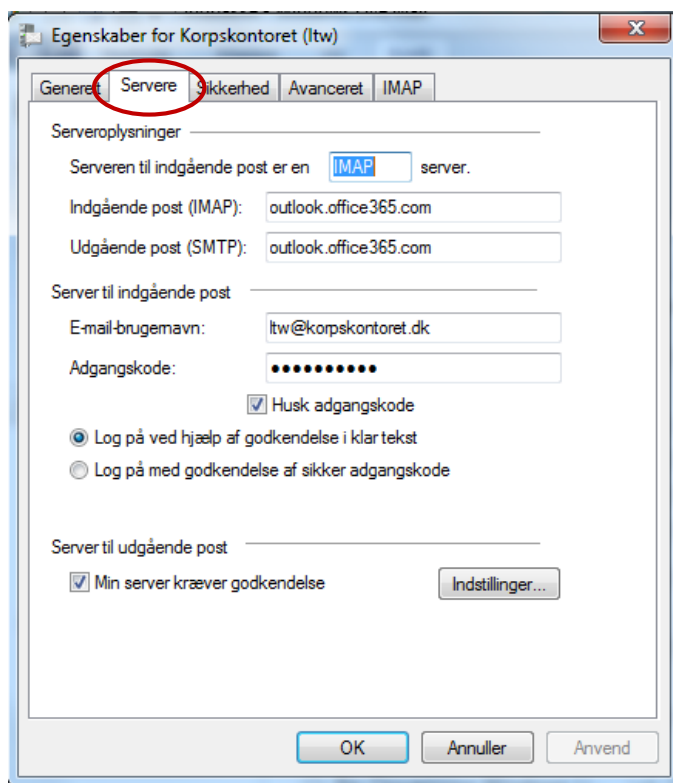 Egenskaber for Korpskontoret (ltw)
Generelt Servere Sikkerhed Avanceret IMAP
Serveroplysninger
Serveren til indgående post er en IMAP server.
Indgående post (IMAP): outlook.office365.com
Udgående post (SMTP): outlook.office365.com
Server til indgående post
E-mail-brugernavn: ltw@korpskontoret.dk
Adgangskode: ●●●●●●●●●●
Husk adgangskode
Log på ved hjælp af godkendelse i klar tekst
Log på med godkendelse af sikker adgangskode
Server til udgående post
Min server kræver godkendelse Indstillinger...
OK Annuller Anvend